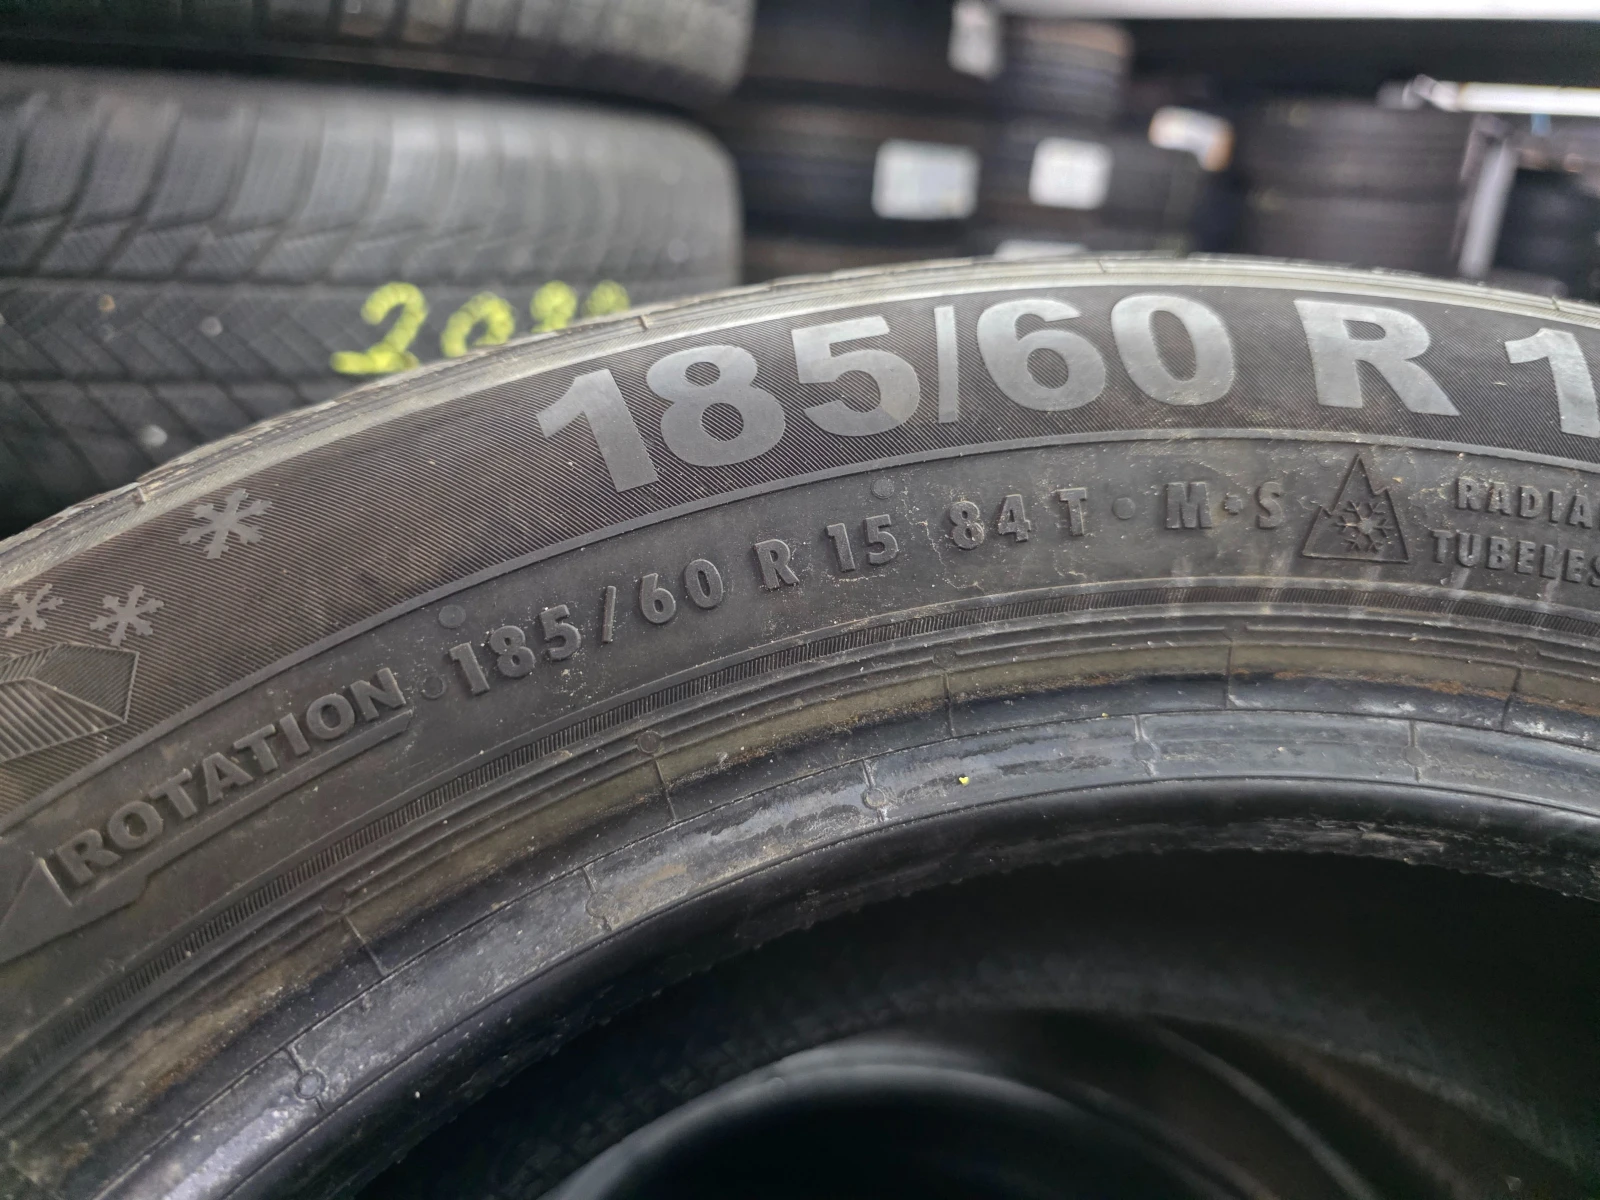 185/60 R 1
185/60 R 15 84 T · M·S
RADIA
TUBELES
ROTATION